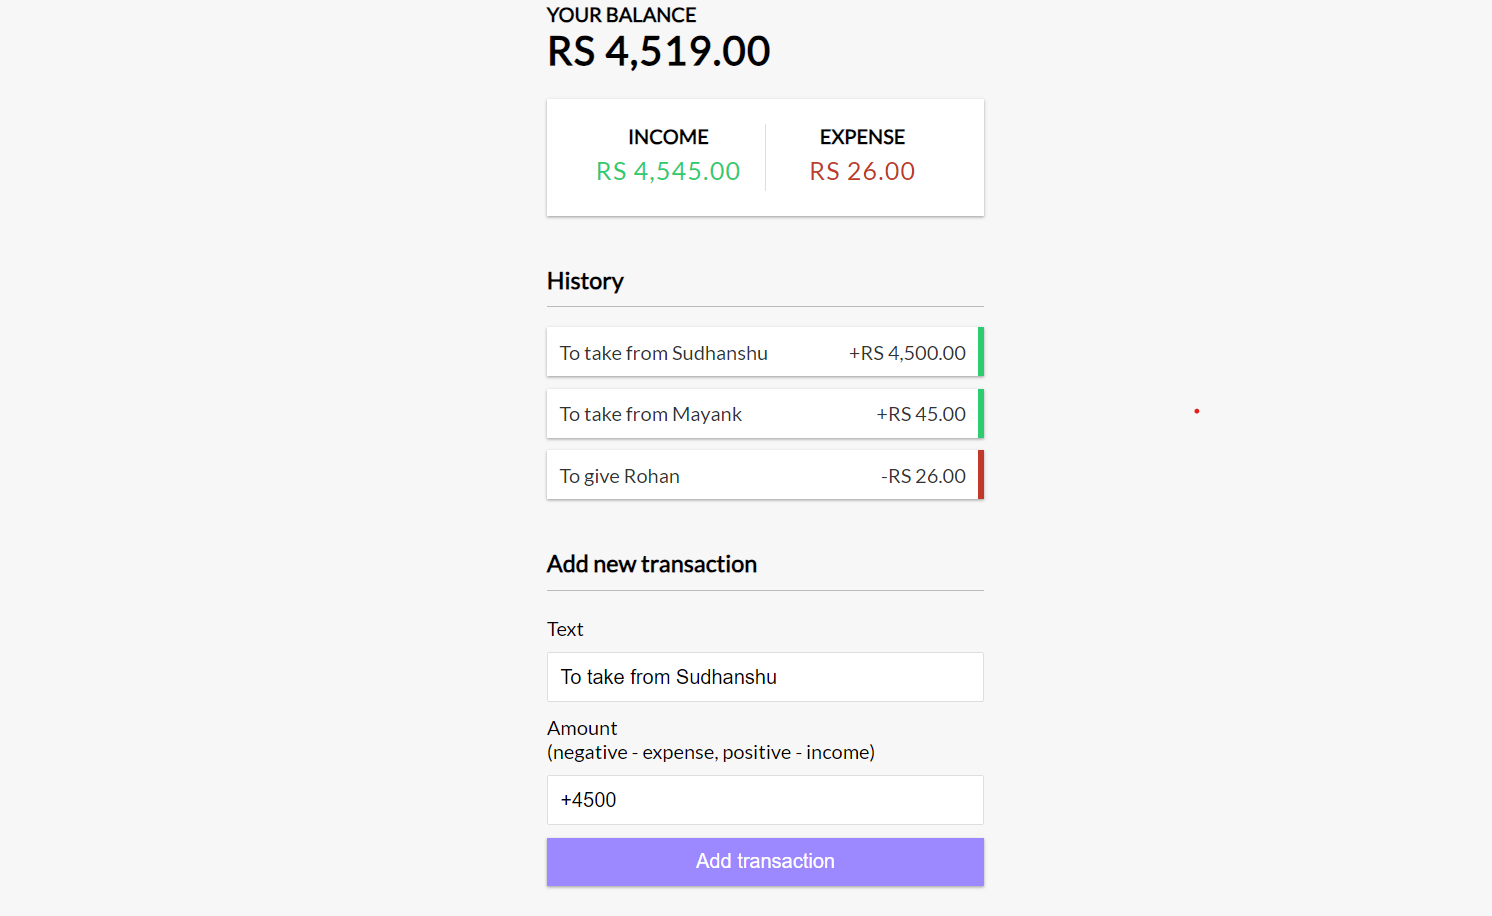 YOUR BALANCE
RS 4,519.00
INCOME EXPENSE
RS 4,545.00 RS 26.00
History
To take from Sudhanshu +RS 4,500.00
To take from Mayank +RS 45.00
To give Rohan -RS 26.00
Add new transaction
Text
To take from Sudhanshu
Amount
(negative - expense, positive - income)
+4500
Add transaction